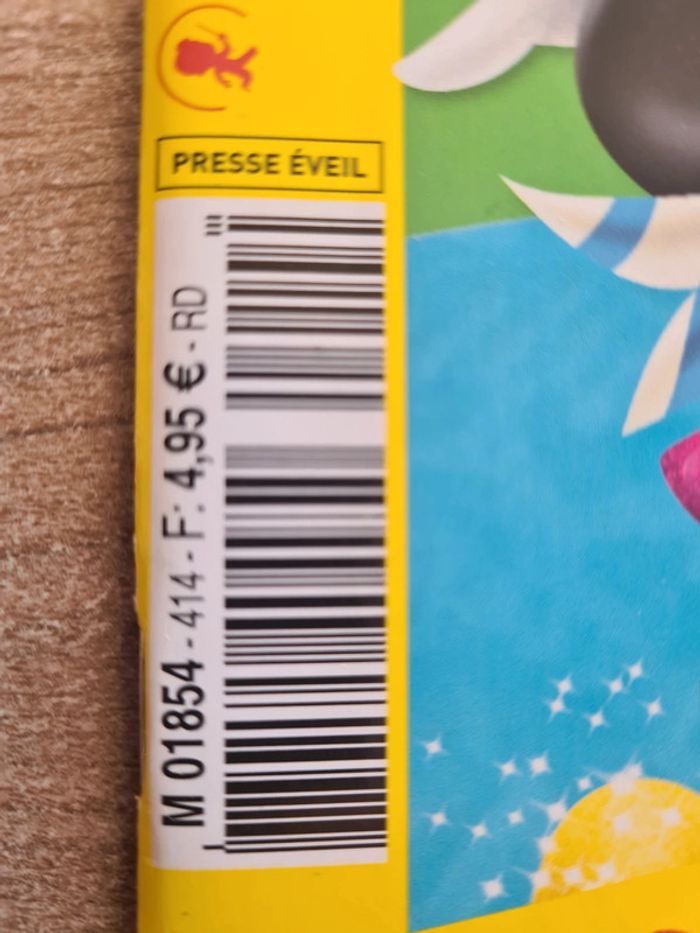 PRESSE ÉVEIL
M 01854 - 414 - F: 4,95 € - RD